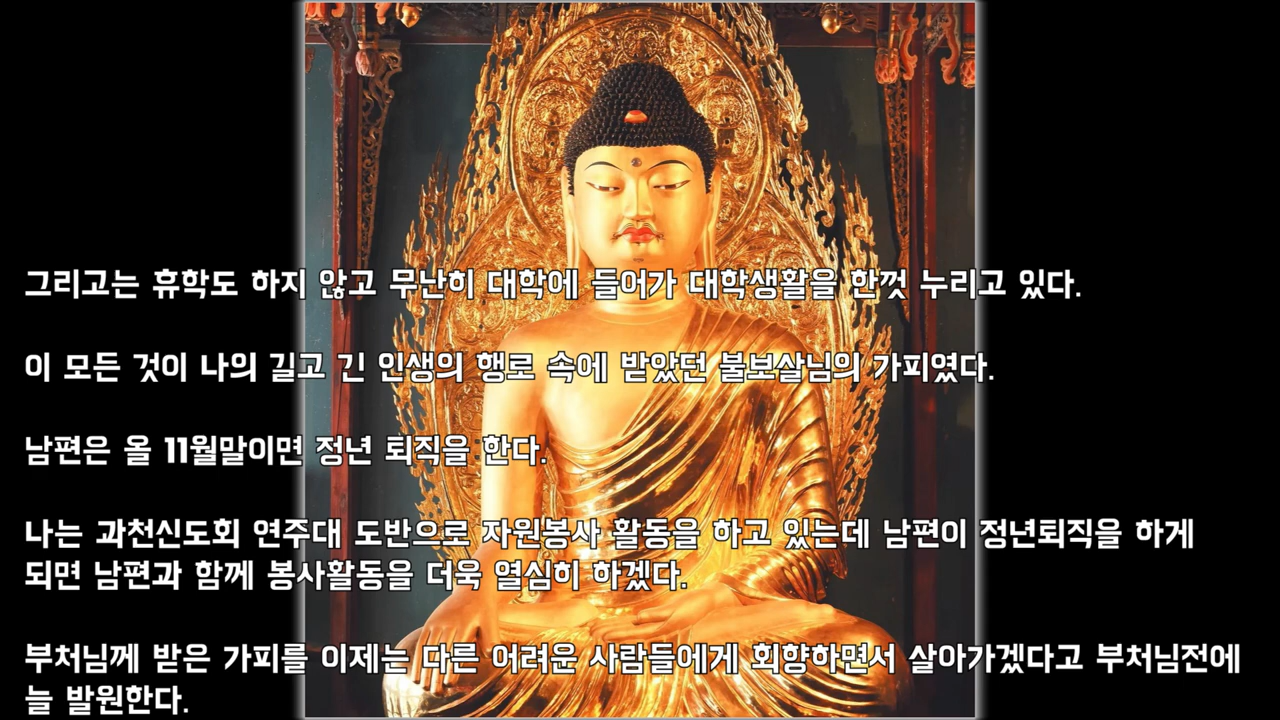 그리고는 휴학도 하지 않고 무난히 대학에 들어가 대학생활을 한껏 누리고 있다.
이 모든 것이 나의 길고 긴 인생의 행로 속에 받았던 불보살님의 가피였다.
남편은 올 11월말이면 정년 퇴직을 한다.
나는 과천신도회 연주대 도반으로 자원봉사 활동을 하고 있는데 남편이 정년퇴직을 하게
되면 남편과 함께 봉사활동을 더욱 열심히 하겠다.
부처님께 받은 가피를 이제는 다른 어려운 사람들에게 회향하면서 살아가겠다고 부처님전에
늘 발원한다.